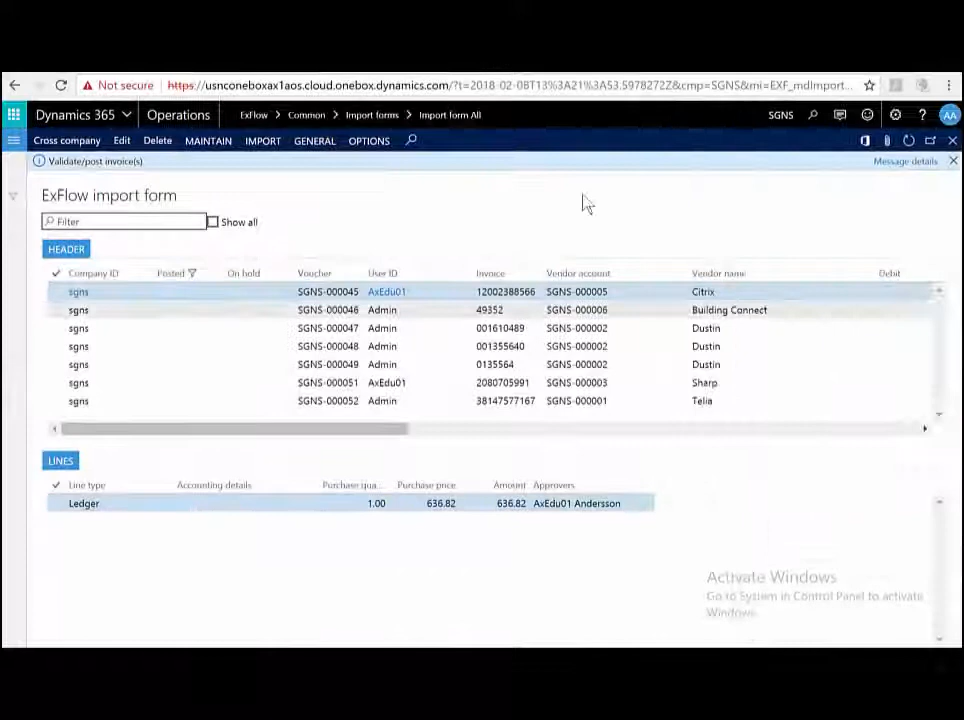 Not secure https://usnconeboxax1aos.cloud.onebox.dynamics.com/?t=2018-02-08T13%3A21%3A53.5978272Z&cmp=SGNS&mi=EXF_mdImport...
Dynamics 365 Operations ExFlow > Common > Import forms > Import form All SGNS ? AA
Cross company Edit Delete MAINTAIN IMPORT GENERAL OPTIONS
Validate/post invoice(s) Message details
ExFlow import form
Filter Show all
HEADER
Company ID Posted On hold Voucher User ID Invoice Vendor account Vendor name Debit
sgns SGNS-000045 AxEdu01 12002388566 SGNS-000005 Citrix
sgns SGNS-000046 Admin 49352 SGNS-000006 Building Connect
sgns SGNS-000047 Admin 001610489 SGNS-000002 Dustin
sgns SGNS-000048 Admin 001355640 SGNS-000002 Dustin
sgns SGNS-000049 Admin 0135564 SGNS-000002 Dustin
sgns SGNS-000051 AxEdu01 2080705991 SGNS-000003 Sharp
sgns SGNS-000052 Admin 38147577167 SGNS-000001 Telia
LINES
Line type Accounting details Purchase qua... Purchase price Amount Approvers
Ledger 1.00 636.82 636.82 AxEdu01 Andersson
Activate Windows
Go to System in Control Panel to activate
Windows.